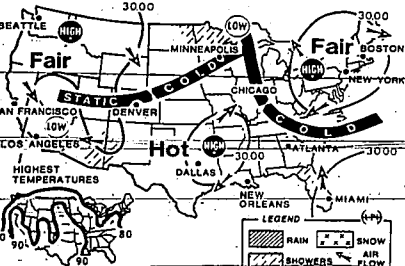 30.00
SEATTLE
HIGH
LOW
MINNEAPOLIS
Fair
Fair
BOSTON
HIGH
NEW YORK
COLD
STATIC
CHICAGO
DENVER
AN FRANCISCO
LOW
COLD
LOS ANGELES
Hot
HIGH
ATLANTA
30.00
30.00
DALLAS
HIGHEST
TEMPERATURES
NEW
ORLEANS
MIAMI
LEGEND
80
90
90
RAIN
SNOW
SHOWERS
AIR
FLOW